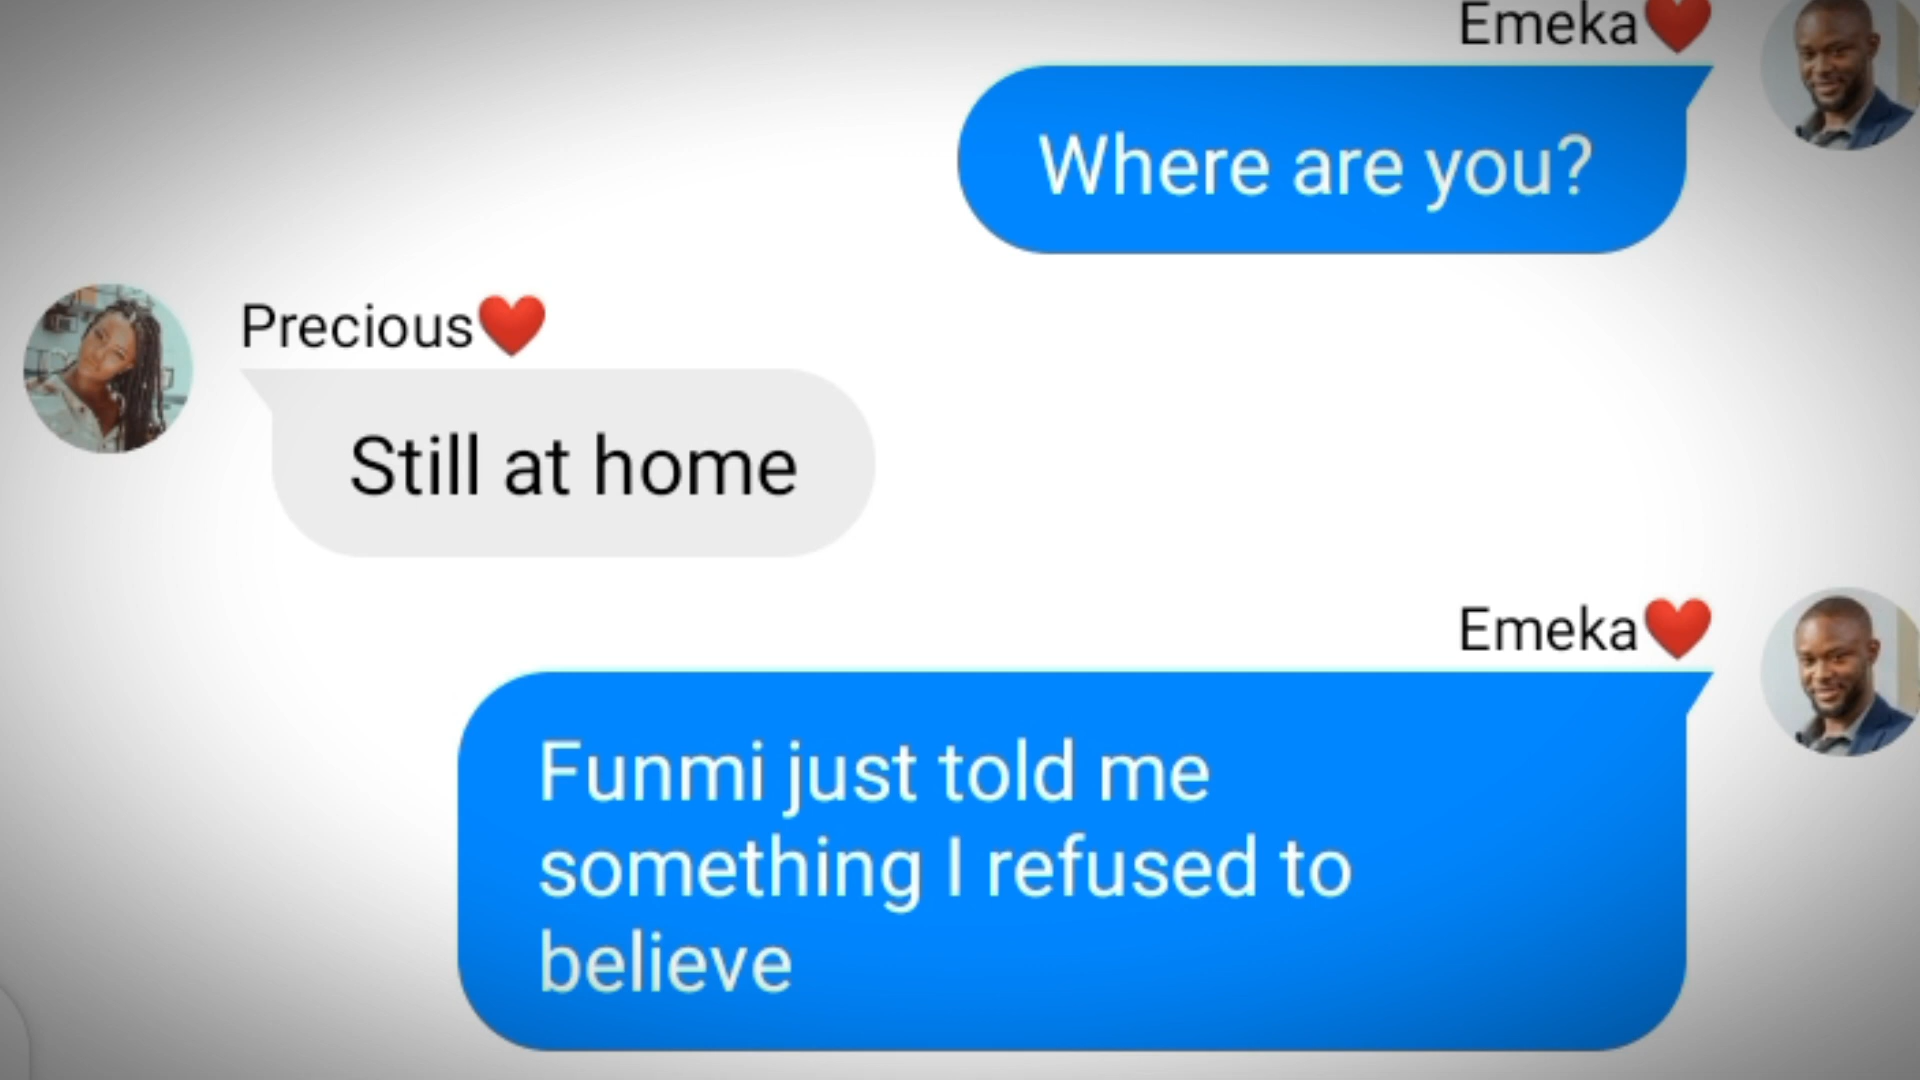 Emeka❤️
Where are you?
Precious❤️
Still at home
Emeka❤️
Funmi just told me
something I refused to
believe